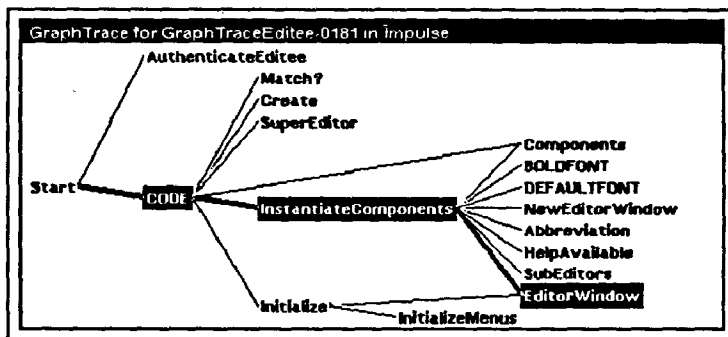 GraphTrace for GraphTraceEditee-0181 in Impulse
AuthenticateEditee
Match?
Create
SuperEditor
Components
BOLDFONT
Start
DEFAULTFONT
CODE
InstantiateComponents
NewEditorWindow
Abbreviation
HelpAvailable
SubEditors
EditorWindow
Initialize
InitializeMenus